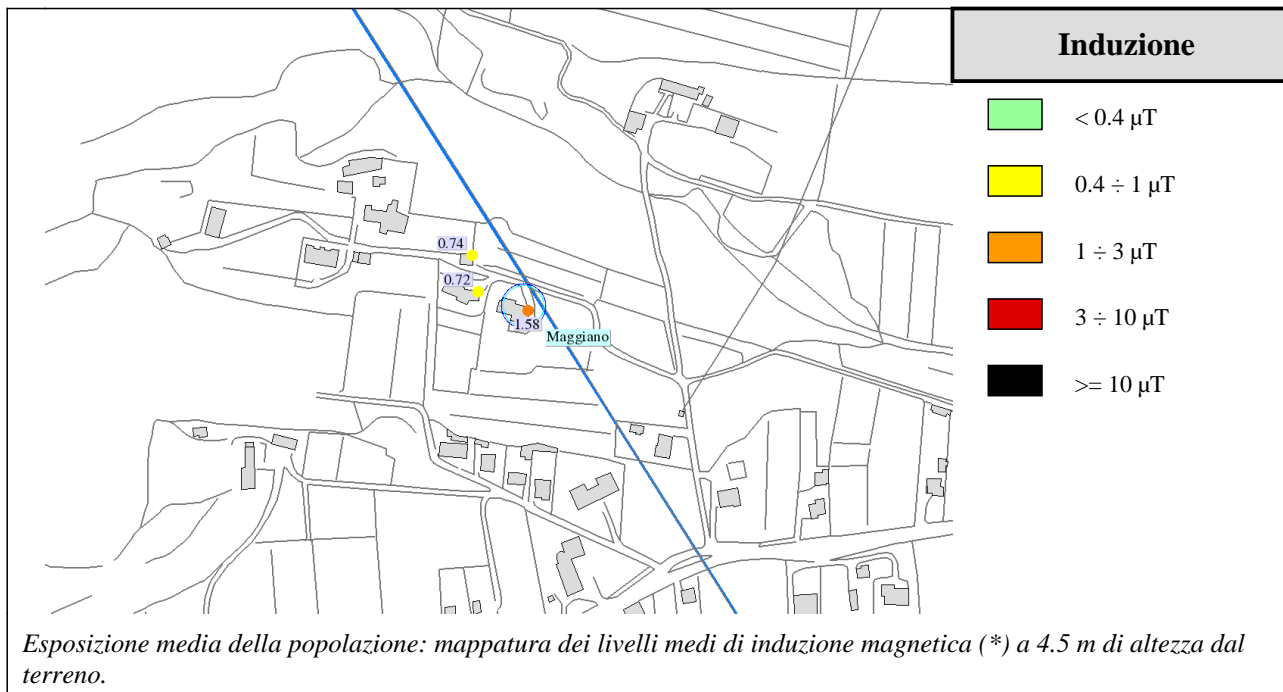 Induzione
< 0.4 µT
0.4 ÷ 1 µT
1 ÷ 3 µT
3 ÷ 10 µT
>= 10 µT
0.74
0.72
1.58
Maggiano
Esposizione media della popolazione: mappatura dei livelli medi di induzione magnetica (*) a 4.5 m di altezza dal
terreno.